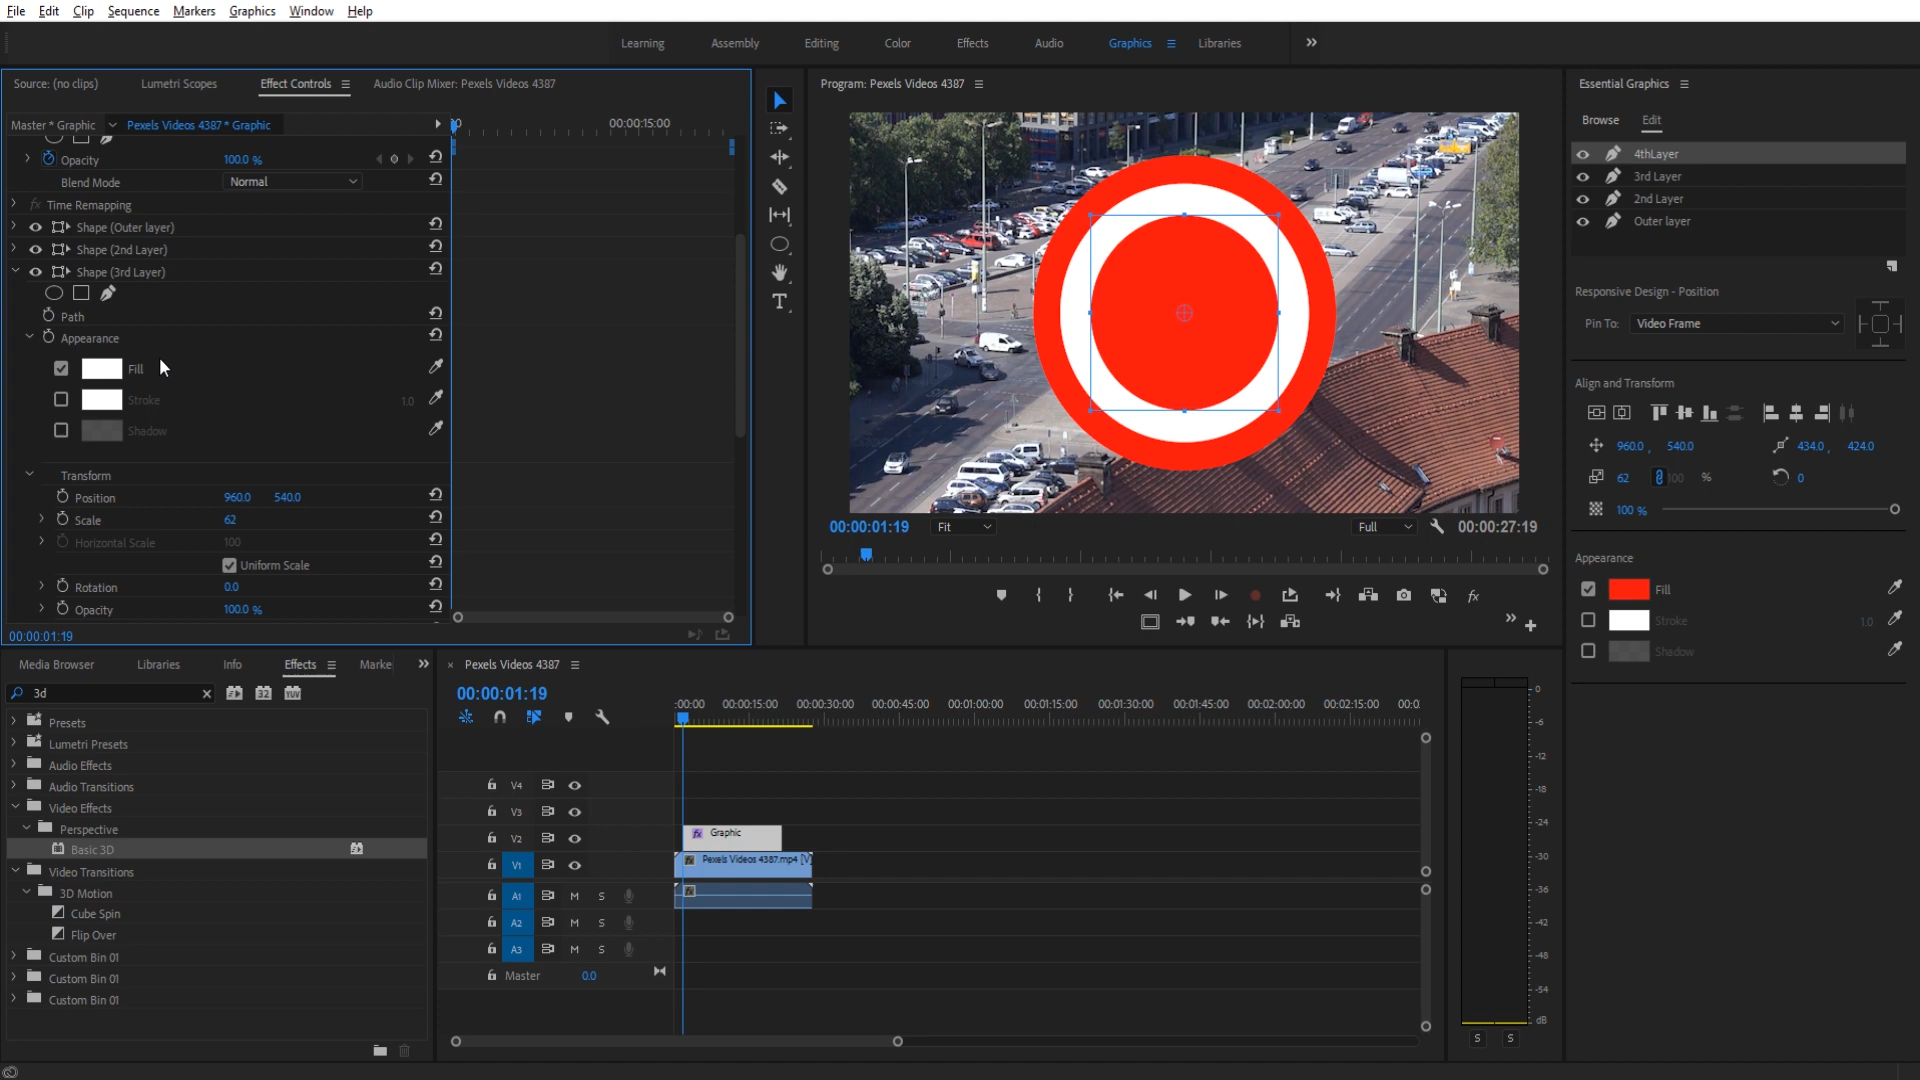 File Edit Clip Sequence Markers Graphics Window Help
Learning Assembly Editing Color Effects Audio Graphics Libraries
Source: (no clips) Lumetri Scopes Effect Controls Audio Clip Mixer: Pexels Videos 4387
Master * Graphic Pexels Videos 4387 * Graphic 00:00:15:00
Opacity 100.0 %
Blend Mode Normal
fx Time Remapping
Shape (Outer layer)
Shape (2nd Layer)
Shape (3rd Layer)
Path
Appearance
Fill
Stroke 1.0
Shadow
Transform
Position 960.0 540.0
Scale 62
Horizontal Scale 100
Uniform Scale
Rotation 0.0
Opacity 100.0 %
00:00:01:19
Program: Pexels Videos 4387
00:00:01:19 Fit Full 00:00:27:19
fx
Essential Graphics
Browse Edit
4thLayer
3rd Layer
2nd Layer
Outer layer
Responsive Design - Position
Pin To: Video Frame
Align and Transform
960.0 , 540.0 434.0 , 424.0
62 100 % 0
100 %
Appearance
Fill
Stroke 1.0
Shadow
Media Browser Libraries Info Effects Marke
3d 32 YUV
Presets
Lumetri Presets
Audio Effects
Audio Transitions
Video Effects
Perspective
Basic 3D
Video Transitions
3D Motion
Cube Spin
Flip Over
Custom Bin 01
Custom Bin 01
Custom Bin 01
× Pexels Videos 4387
00:00:01:19
:00:00 00:00:15:00 00:00:30:00 00:00:45:00 00:01:00:00 00:01:15:00 00:01:30:00 00:01:45:00 00:02:00:00 00:02:15:00 00:0
V4
V3
V2 fx Graphic
V1 fx Pexels Videos 4387.mp4 [V]
A1 M S fx
A2 M S
A3 M S
Master 0.0
0
-6
-12
-18
-24
-30
-36
-42
-48
-54
dB
S S